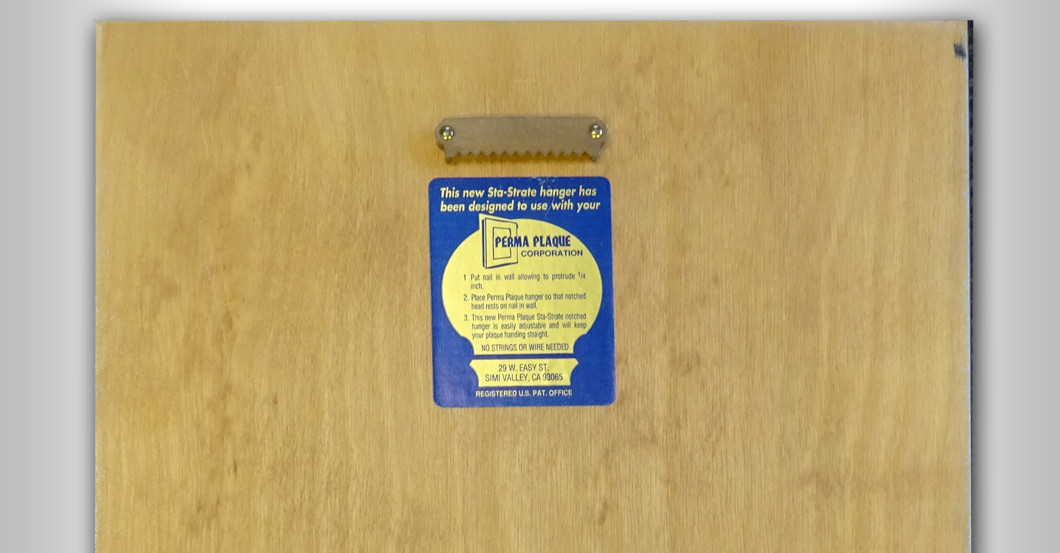 This new Sta-Strate hanger has
been designed to use with your
PERMA PLAQUE
CORPORATION
1 Put nail in wall allowing to protrude 1/4
inch.
2. Place Perma Plaque hanger so that notched
head rests on nail in wall.
3. This new Perma Plaque Sta-Strate notched
hanger is easily adjustable and will keep
your plaque handing straight.
NO STRINGS OR WIRE NEEDED
29 W. EASY ST.
SIMI VALLEY, CA 93065
REGISTERED U.S. PAT. OFFICE